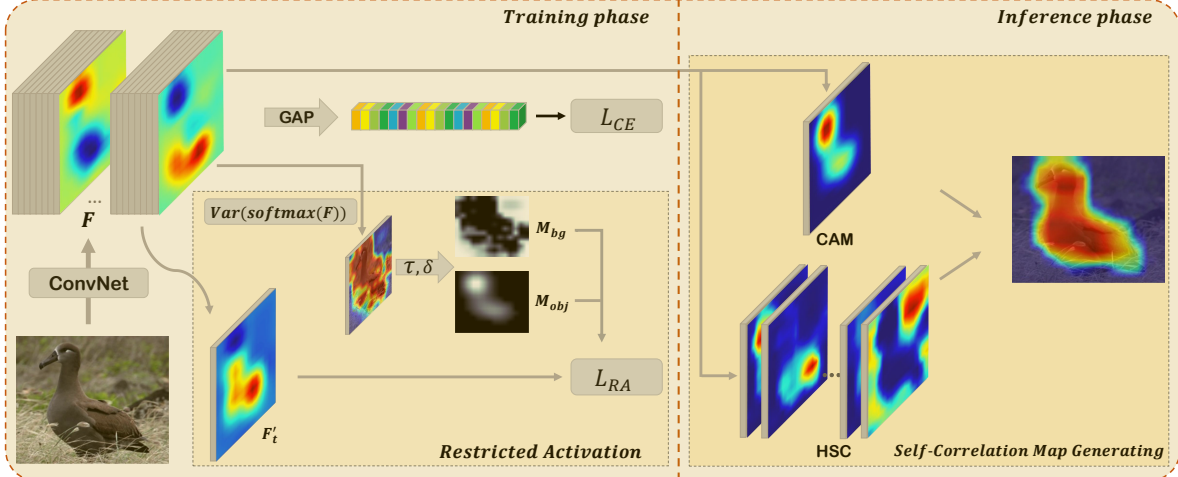 Training phase
Inference phase
GAP
L_CE
...
F
Var(softmax(F))
M_bg
τ, δ
CAM
ConvNet
M_obj
L_RA
...
F'_t
Restricted Activation
HSC
Self-Correlation Map Generating